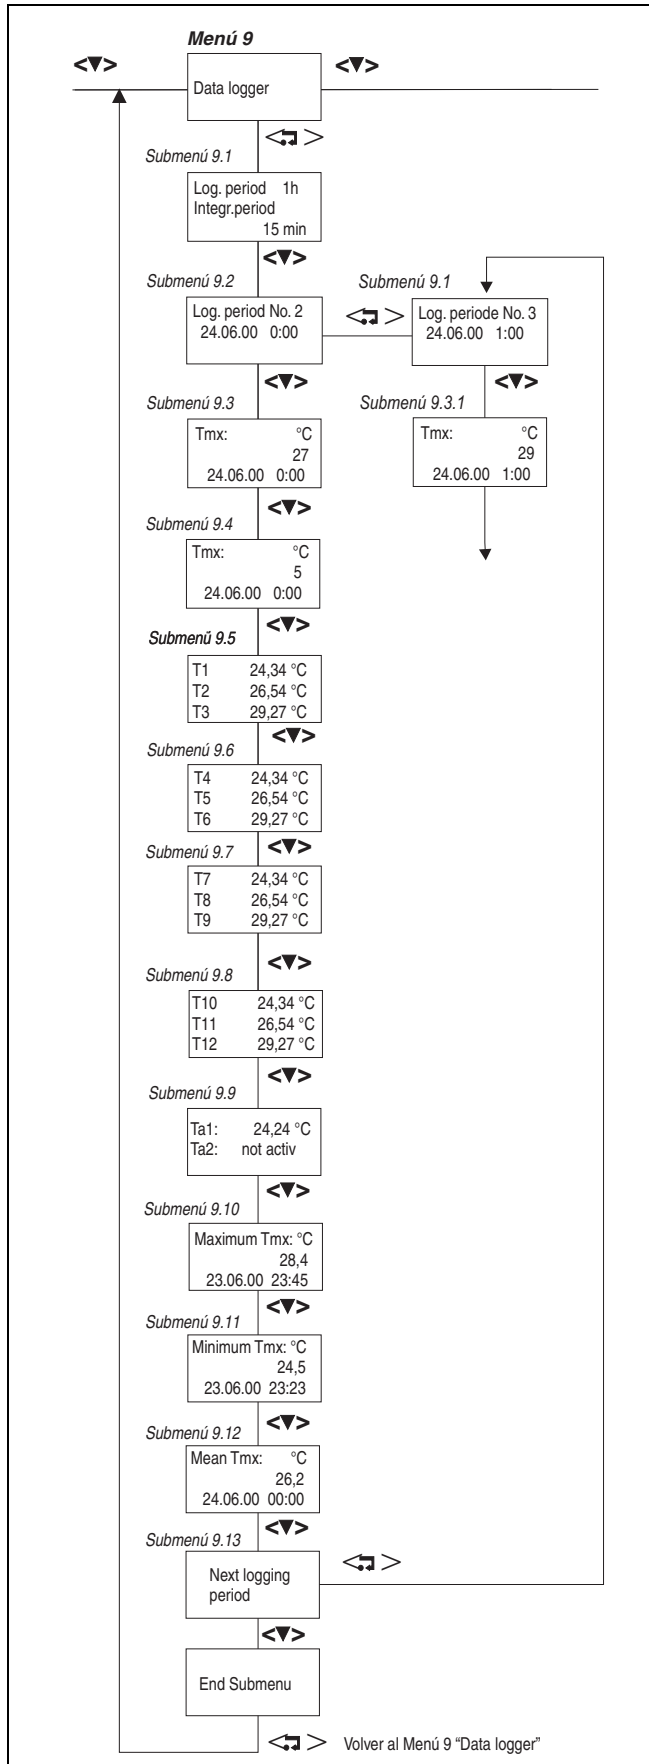 Menú 9
<▼> <▼>
Data logger
Submenú 9.1
Log. period 1h
Integr.period
15 min
<▼>
Submenú 9.2
Log. period No. 2
24.06.00 0:00
Submenú 9.1
Log. periode No. 3
24.06.00 1:00
<▼>
<▼>
Submenú 9.3
Tmx: °C
27
24.06.00 0:00
Submenú 9.3.1
Tmx: °C
29
24.06.00 1:00
<▼>
Submenú 9.4
Tmx: °C
5
24.06.00 0:00
<▼>
Submenü 9.5
T1 24,34 °C
T2 26,54 °C
T3 29,27 °C
<▼>
Submenú 9.6
T4 24,34 °C
T5 26,54 °C
T6 29,27 °C
<▼>
Submenú 9.7
T7 24,34 °C
T8 26,54 °C
T9 29,27 °C
<▼>
Submenú 9.8
T10 24,34 °C
T11 26,54 °C
T12 29,27 °C
<▼>
Submenú 9.9
Ta1: 24,24 °C
Ta2: not activ
<▼>
Submenú 9.10
Maximum Tmx: °C
28,4
23.06.00 23:45
<▼>
Submenú 9.11
Minimum Tmx: °C
24,5
23.06.00 23:23
<▼>
Submenú 9.12
Mean Tmx: °C
26,2
24.06.00 00:00
<▼>
Submenú 9.13
Next logging
period
<▼>
End Submenu
Volver al Menú 9 “Data logger”